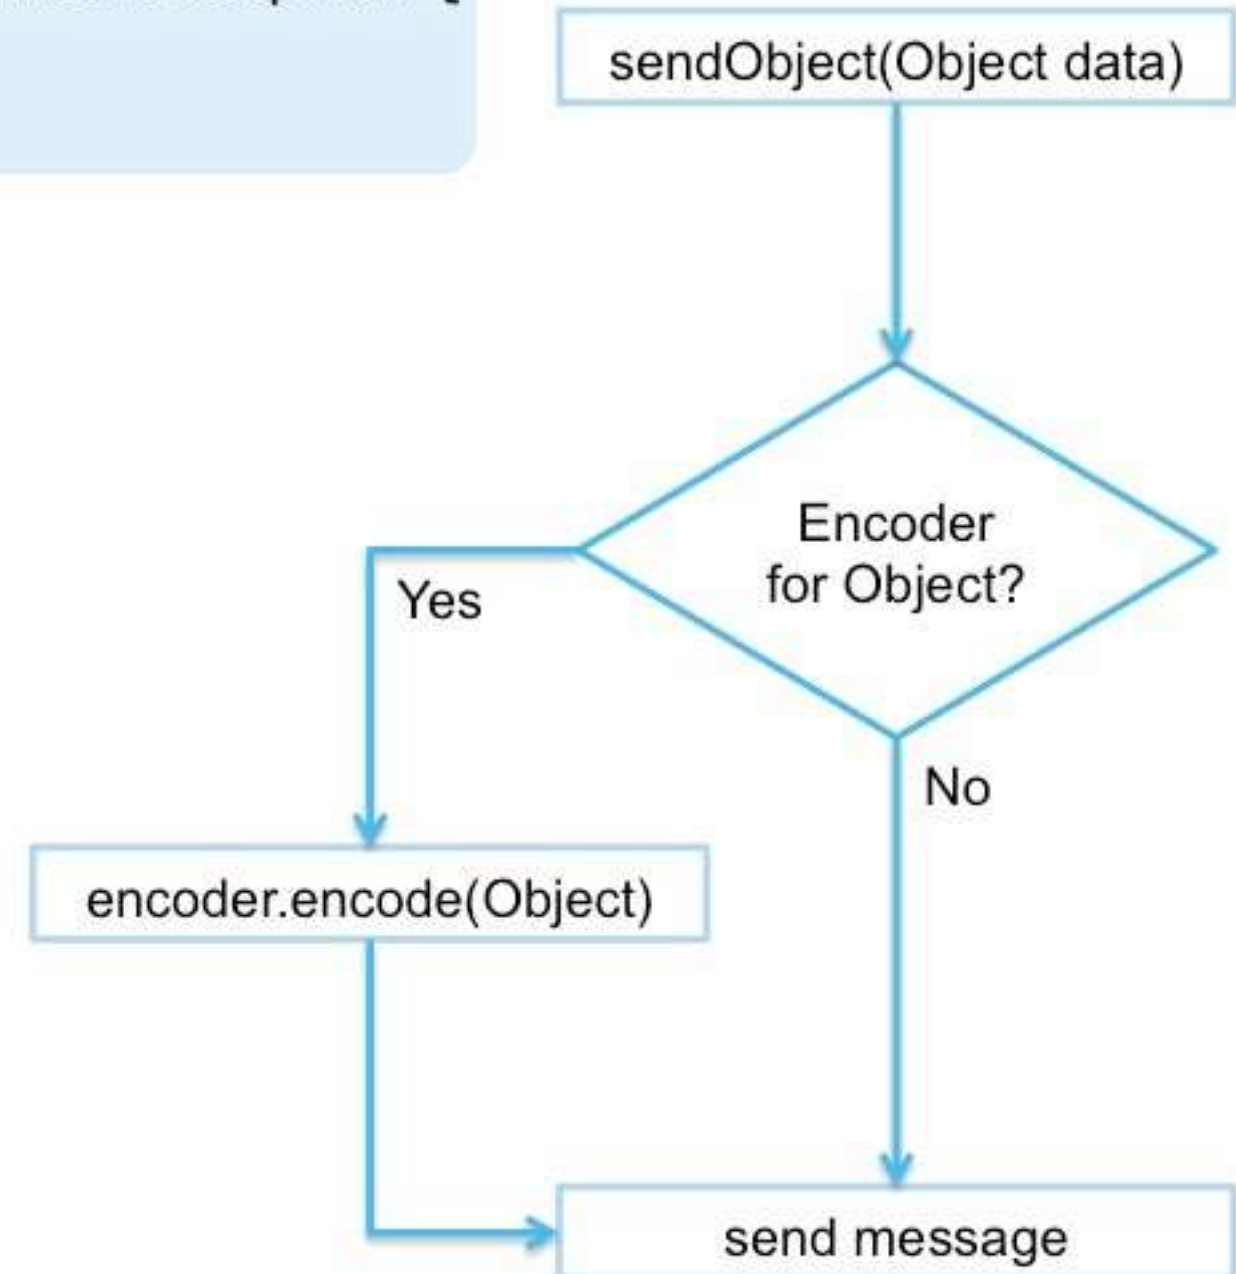 sendObject(Object data)
Encoder
for Object?
Yes
No
encoder.encode(Object)
send message